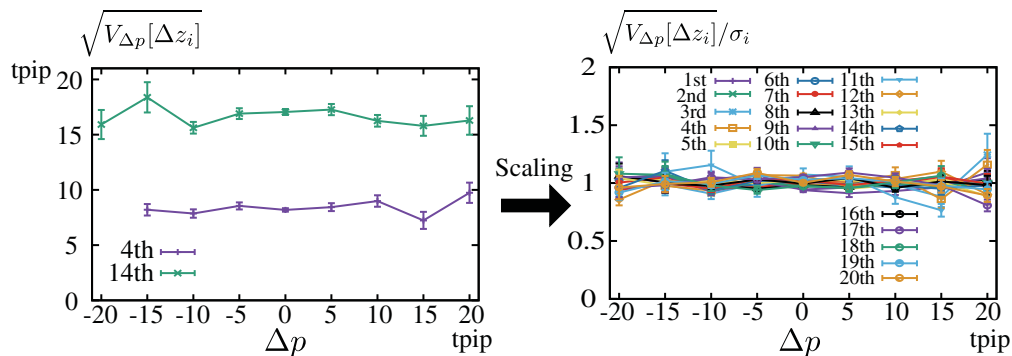 √V_Δp[Δz_i]
tpip
20
15
10
5
0
4th
14th
-20 -15 -10 -5 0 5 10 15 20
Δp
tpip
Scaling
√V_Δp[Δz_i]/σ_i
2
1.5
1
0.5
0
1st 6th 11th
2nd 7th 12th
3rd 8th 13th
4th 9th 14th
5th 10th 15th
16th
17th
18th
19th
20th
-20 -15 -10 -5 0 5 10 15 20
Δp
tpip